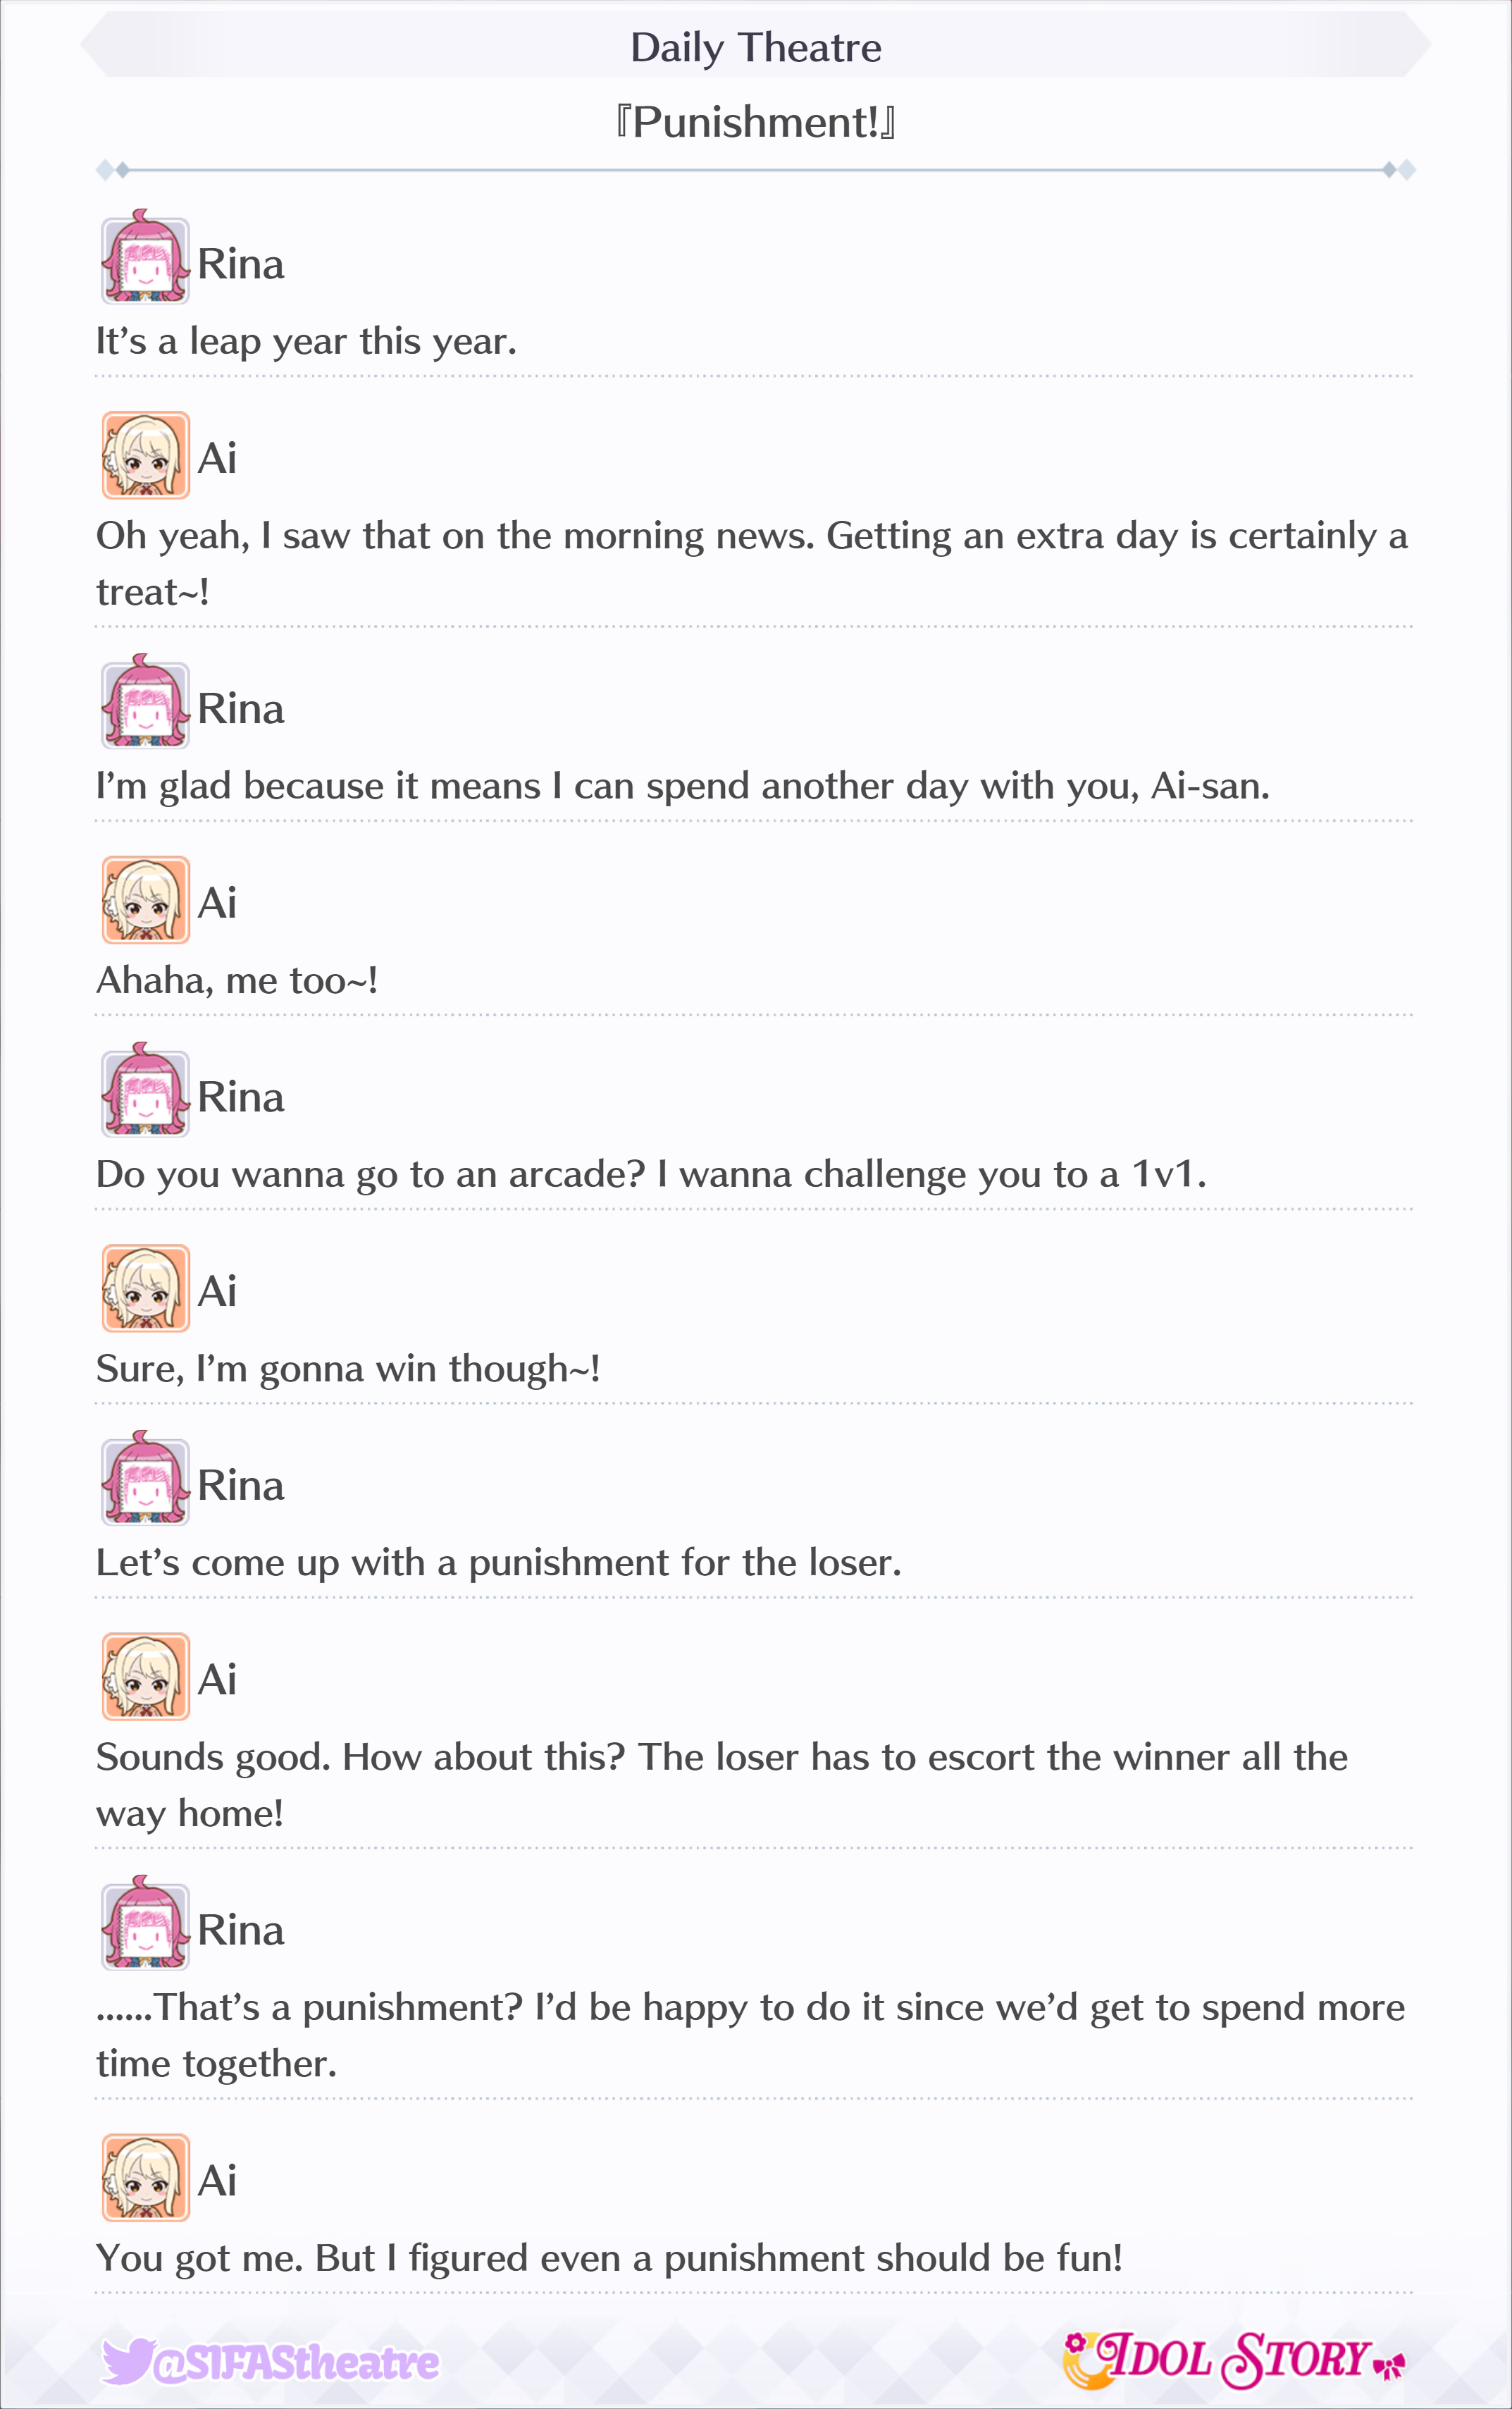 Daily Theatre
『Punishment!』
Rina
It's a leap year this year.
Ai
Oh yeah, I saw that on the morning news. Getting an extra day is certainly a
treat~!
Rina
I'm glad because it means I can spend another day with you, Ai-san.
Ai
Ahaha, me too~!
Rina
Do you wanna go to an arcade? I wanna challenge you to a 1v1.
Ai
Sure, I'm gonna win though~!
Rina
Let's come up with a punishment for the loser.
Ai
Sounds good. How about this? The loser has to escort the winner all the
way home!
Rina
......That's a punishment? I'd be happy to do it since we'd get to spend more
time together.
Ai
You got me. But I figured even a punishment should be fun!
@SIFAStheatre
IDOL STORY